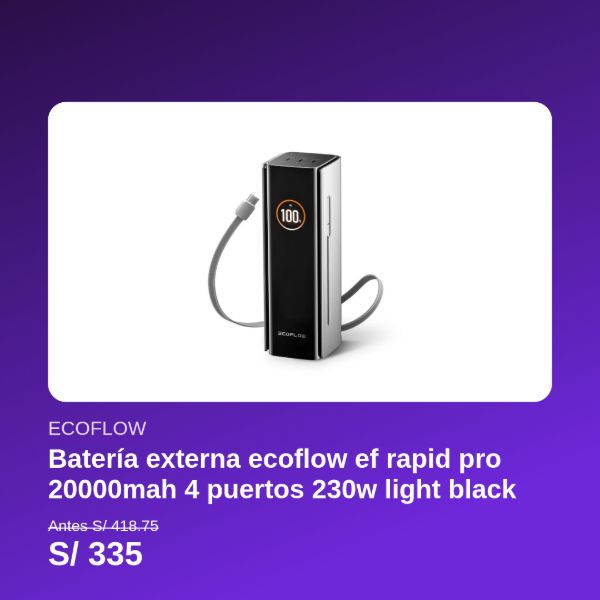 100%
ECOFLOW
ECOFLOW
Batería externa ecoflow ef rapid pro
20000mah 4 puertos 230w light black
Antes S/ 418.75
S/ 335